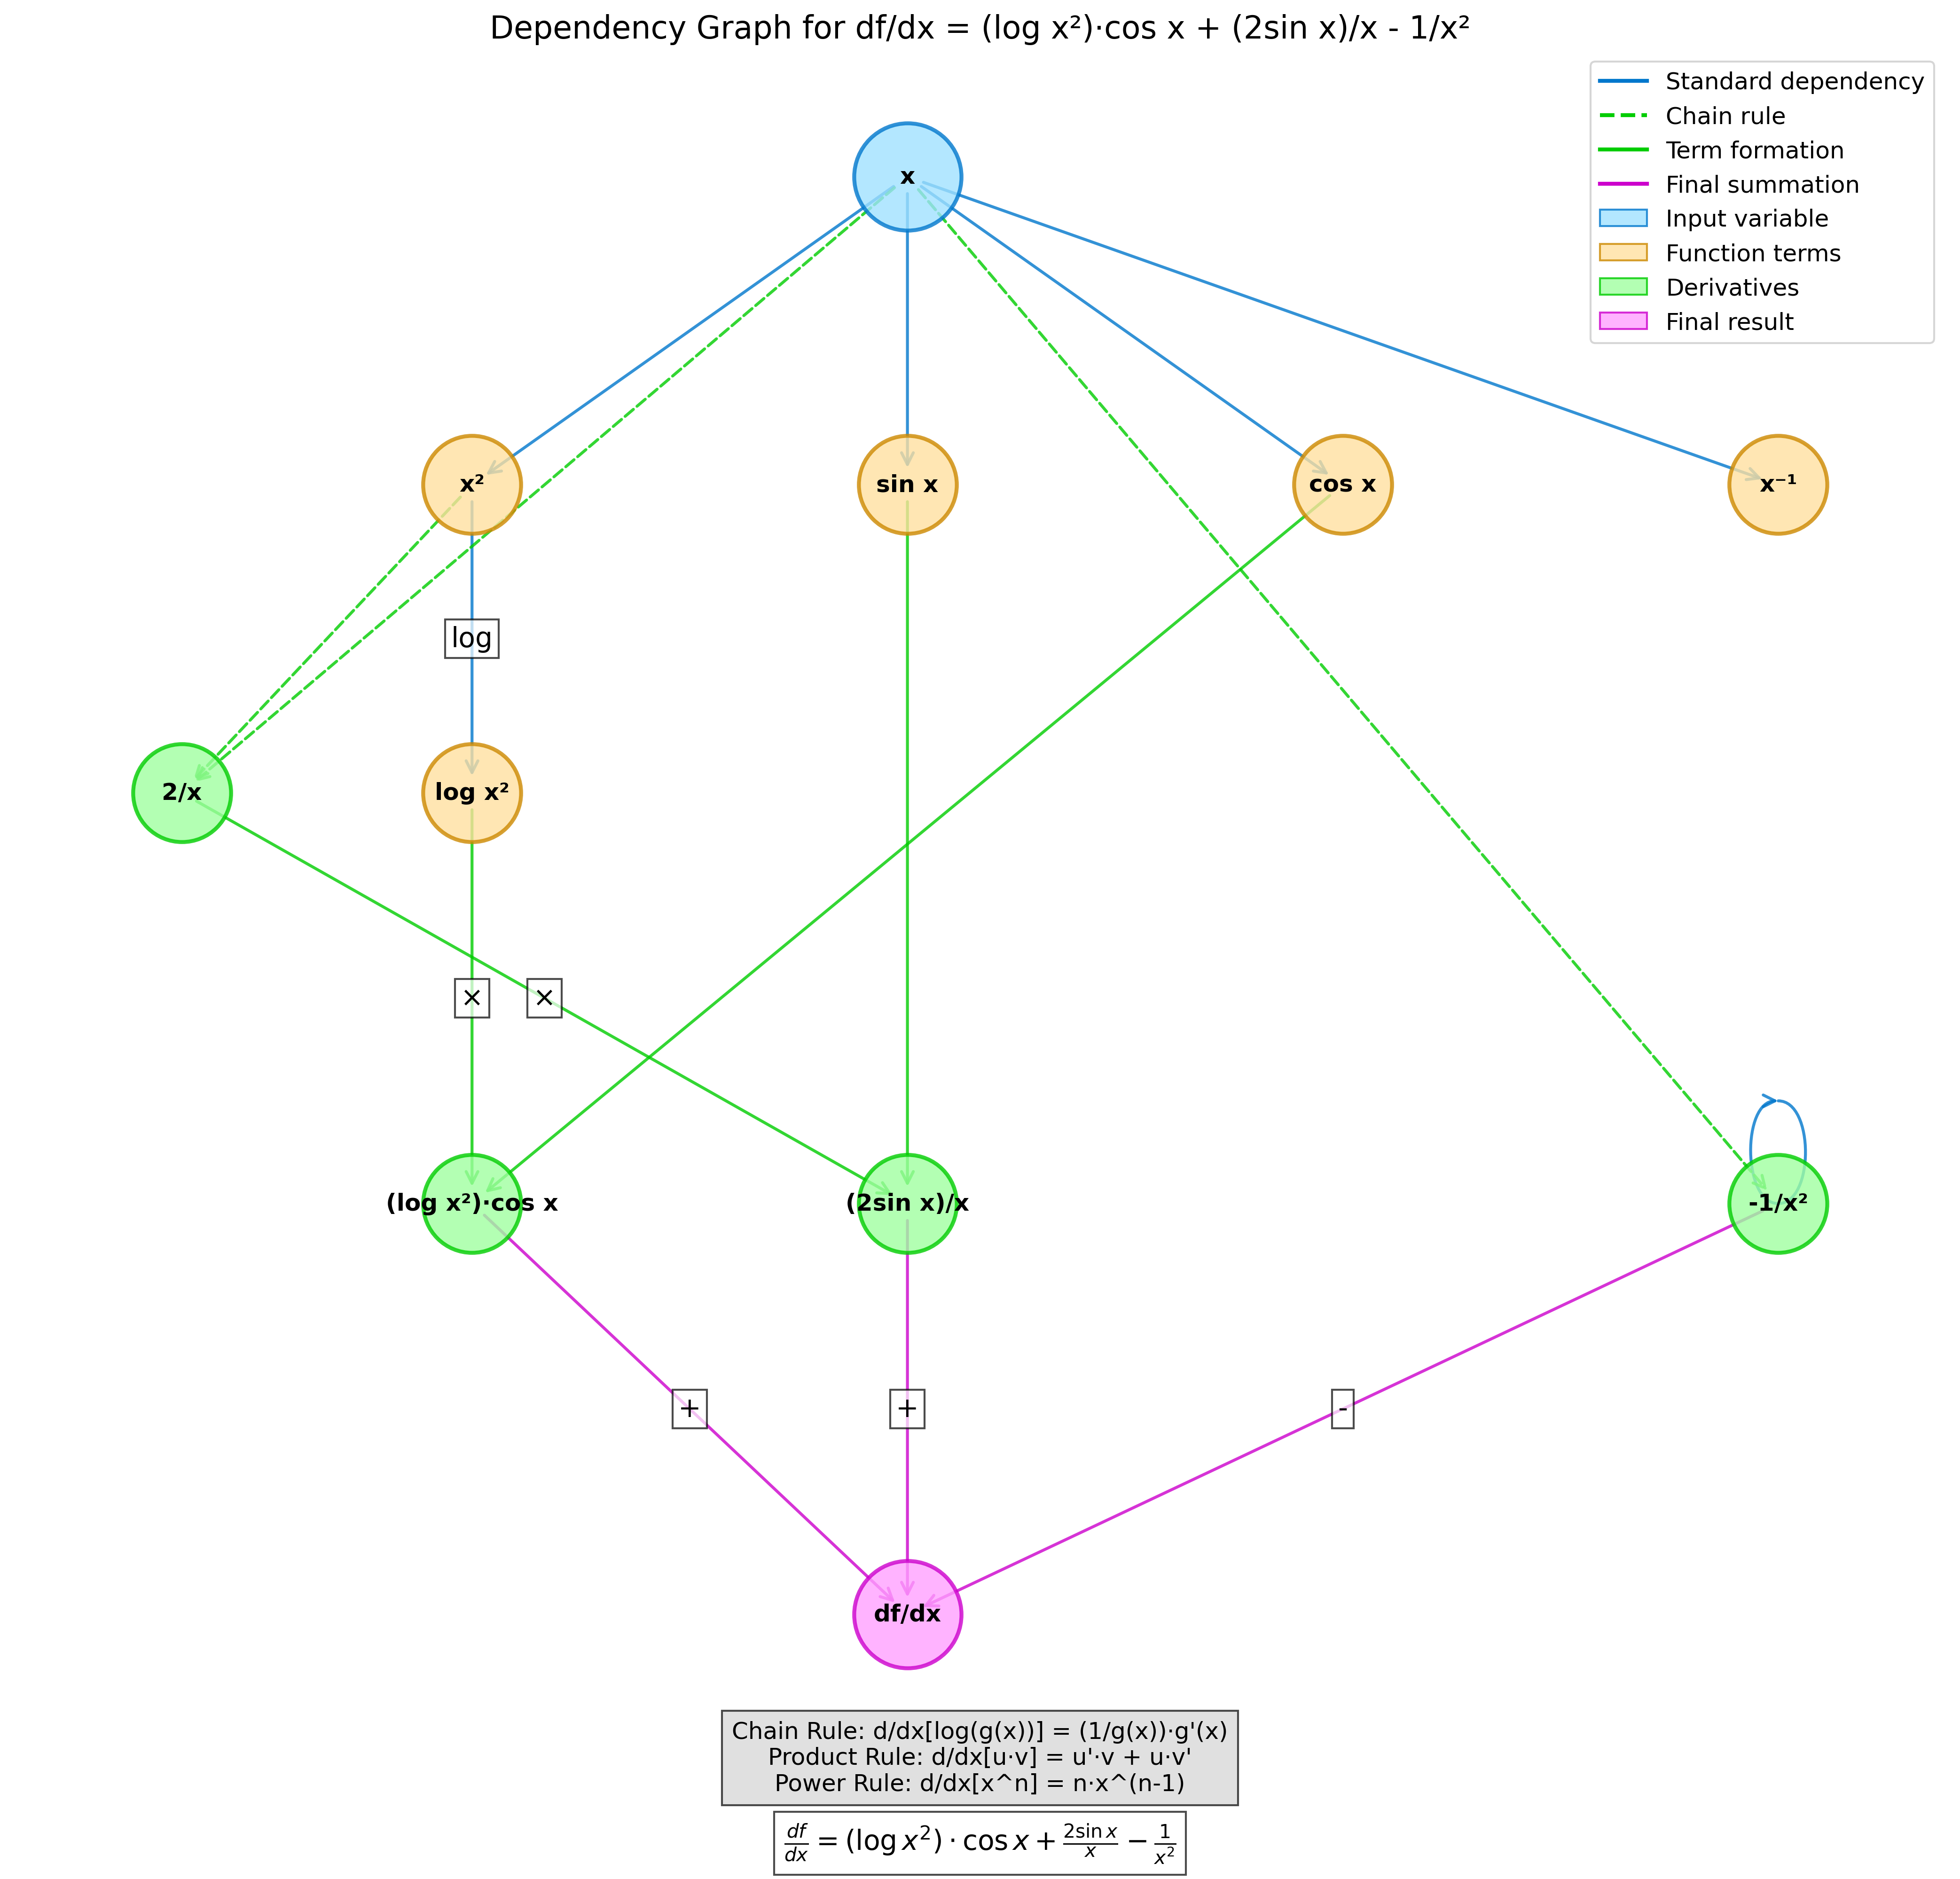 Dependency Graph for df/dx = (log x²)·cos x + (2sin x)/x - 1/x²
Standard dependency
Chain rule
Term formation
Final summation
Input variable
Function terms
Derivatives
Final result
x
x²
sin x
cos x
x⁻¹
log
2/x
log x²
×
×
(log x²)·cos x
(2sin x)/x
-1/x²
+
+
-
df/dx
Chain Rule: d/dx[log(g(x))] = (1/g(x))·g'(x)
Product Rule: d/dx[u·v] = u'·v + u·v'
Power Rule: d/dx[x^n] = n·x^(n-1)
$\frac{df}{dx} = (\log x^2) \cdot \cos x + \frac{2\sin x}{x} - \frac{1}{x^2}$